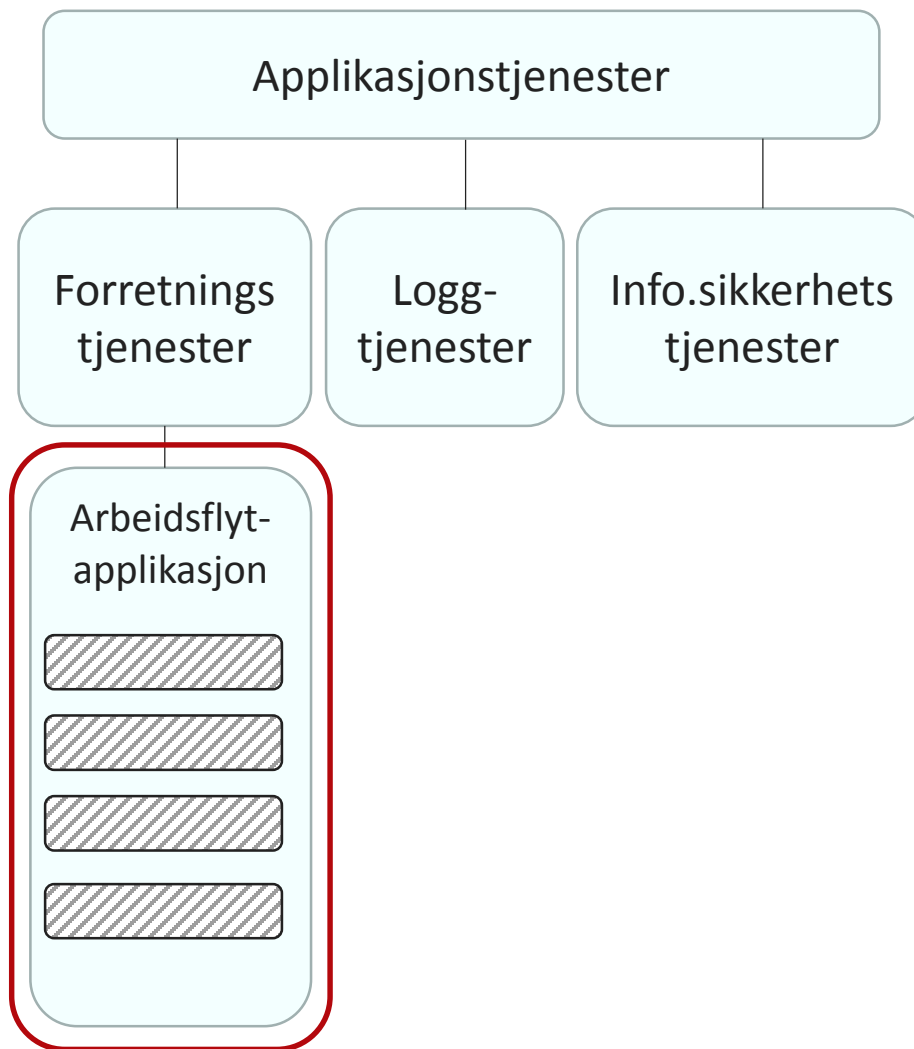 Applikasjonstjenester
Forretnings
tjenester
Logg-
tjenester
Info.sikkerhets
tjenester
Arbeidsflyt-
applikasjon